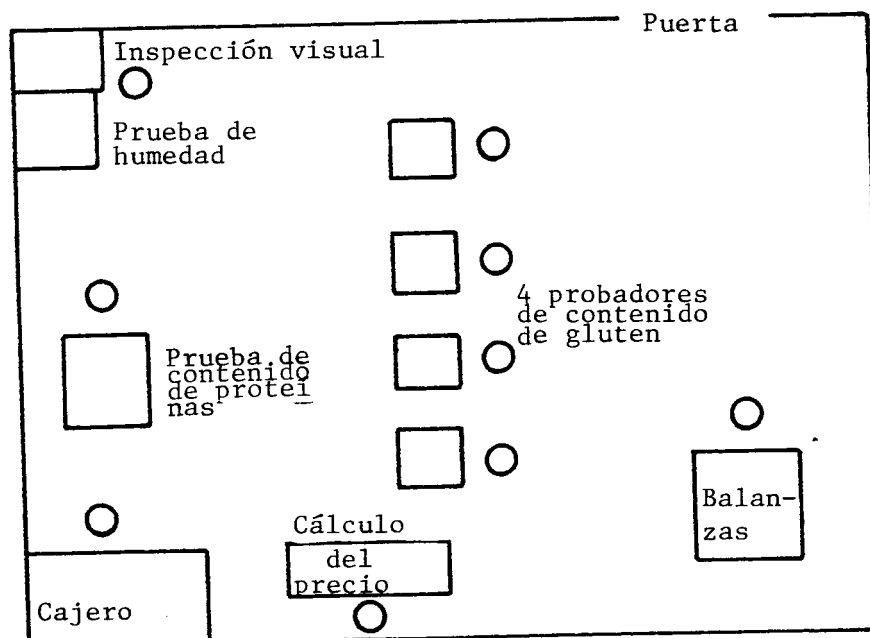 Puerta
Inspección visual
Prueba de
humedad
4 probadores
de contenido
de gluten
Prueba de
contenido
de proteí
nas
Balan-
zas
Cálculo
del
precio
Cajero